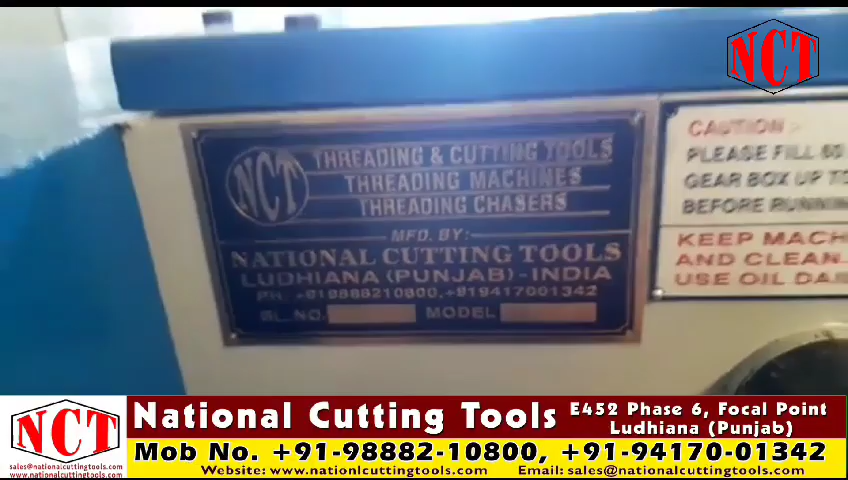 NCT
NCT
THREADING & CUTTING TOOLS
THREADING MACHINES
THREADING CHASERS
MFD. BY:
NATIONAL CUTTING TOOLS
LUDHIANA (PUNJAB)-INDIA
PH. +919888210800,+919417001342
SL. NO. MODEL
CAUTION
PLEASE FILL
GEAR BOX UP TO
BEFORE
KEEP
AND CLEAN
USE OIL
NCT
sales@nationalcuttingtools.com
www.nationalcuttingtools.com
National Cutting Tools
E452 Phase 6, Focal Point
Ludhiana (Punjab)
Mob No. +91-98882-10800, +91-94170-01342
Website: www.nationlcuttingtools.com Email: sales@nationalcuttingtools.com